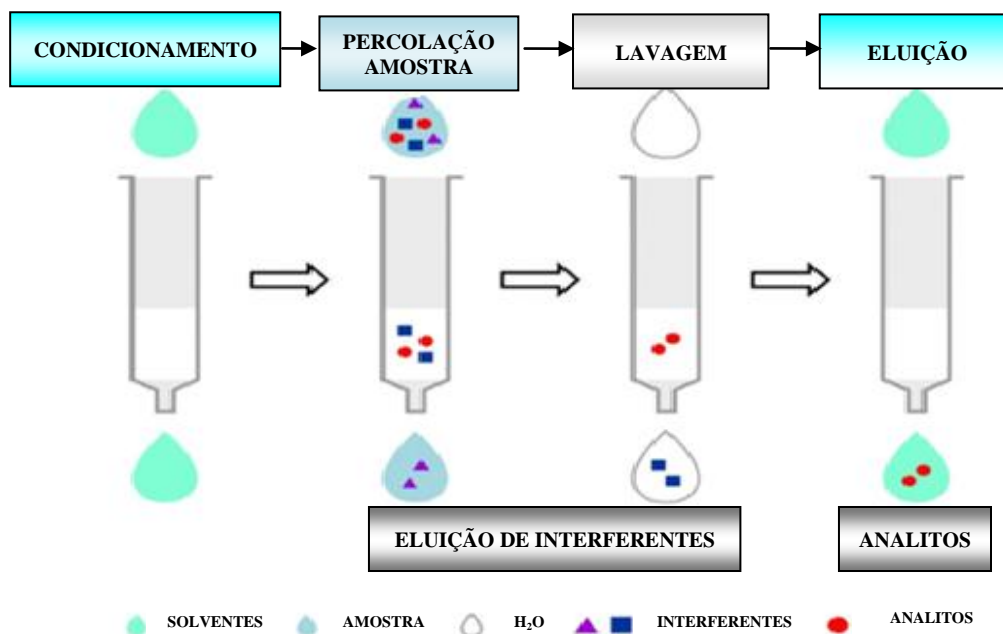 CONDICIONAMENTO
PERCOLAÇÃO
AMOSTRA
LAVAGEM
ELUIÇÃO
ELUIÇÃO DE INTERFERENTES
ANALITOS
SOLVENTES
AMOSTRA
H₂O
INTERFERENTES
ANALITOS